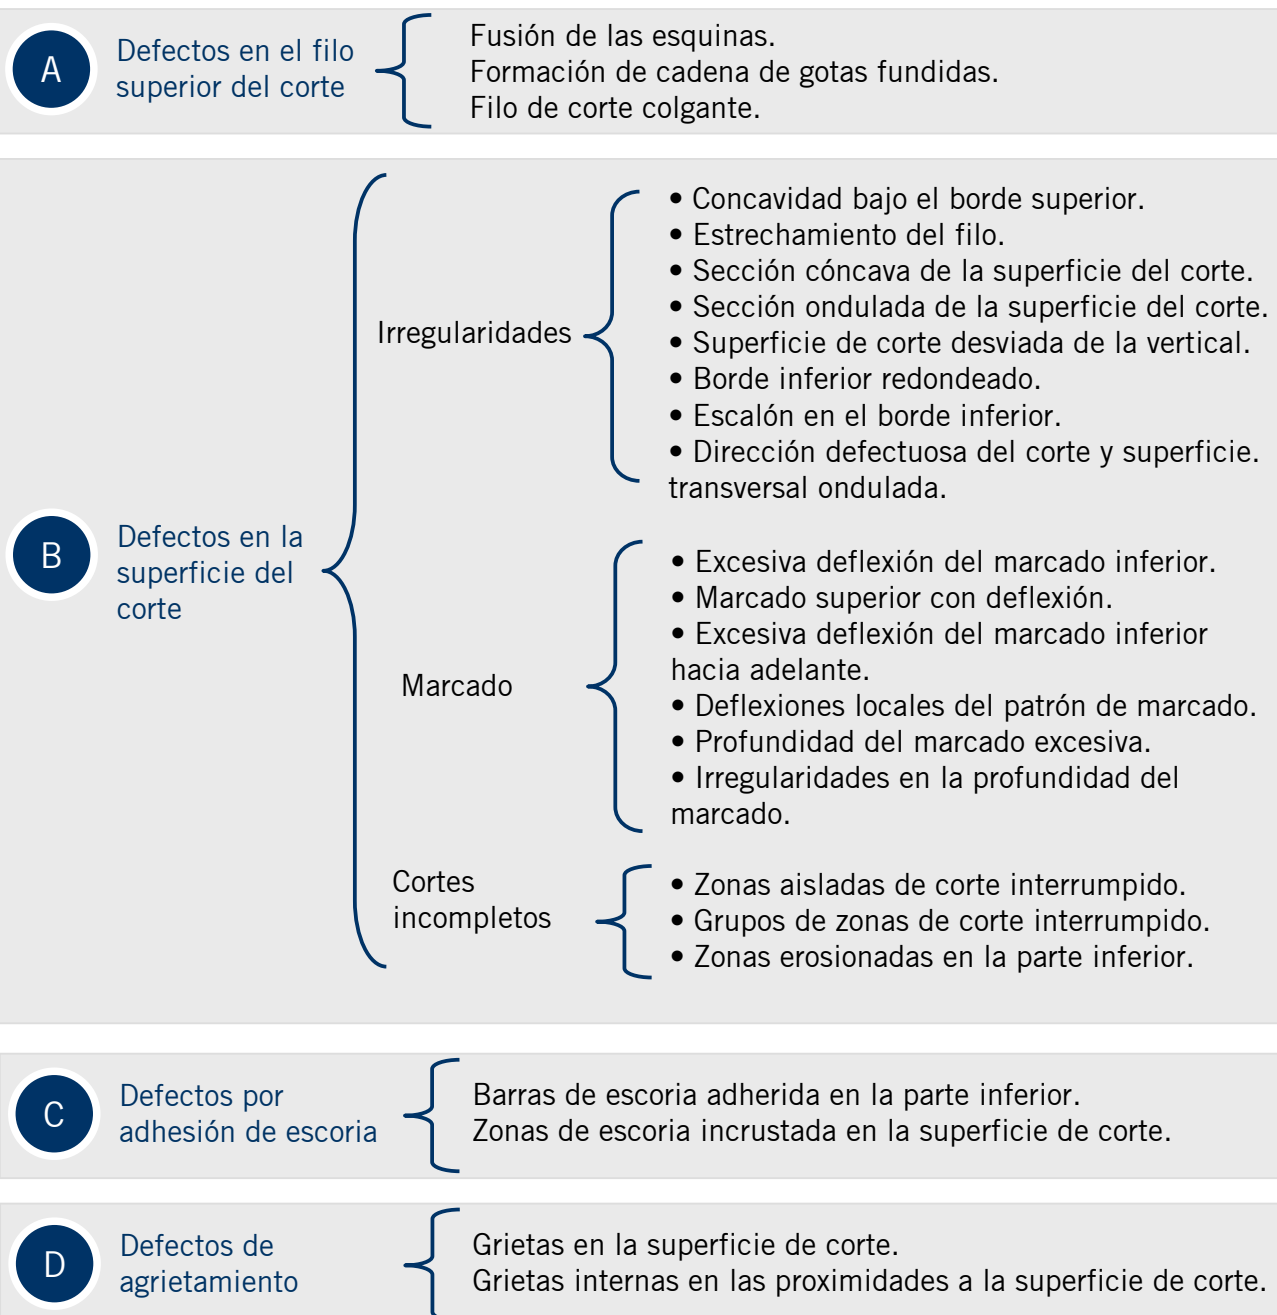 A
Defectos en el filo
superior del corte
Fusión de las esquinas.
Formación de cadena de gotas fundidas.
Filo de corte colgante.
B
Defectos en la
superficie del
corte
Irregularidades
• Concavidad bajo el borde superior.
• Estrechamiento del filo.
• Sección cóncava de la superficie del corte.
• Sección ondulada de la superficie del corte.
• Superficie de corte desviada de la vertical.
• Borde inferior redondeado.
• Escalón en el borde inferior.
• Dirección defectuosa del corte y superficie.
transversal ondulada.
Marcado
• Excesiva deflexión del marcado inferior.
• Marcado superior con deflexión.
• Excesiva deflexión del marcado inferior
hacia adelante.
• Deflexiones locales del patrón de marcado.
• Profundidad del marcado excesiva.
• Irregularidades en la profundidad del
marcado.
Cortes
incompletos
• Zonas aisladas de corte interrumpido.
• Grupos de zonas de corte interrumpido.
• Zonas erosionadas en la parte inferior.
C
Defectos por
adhesión de escoria
Barras de escoria adherida en la parte inferior.
Zonas de escoria incrustada en la superficie de corte.
D
Defectos de
agrietamiento
Grietas en la superficie de corte.
Grietas internas en las proximidades a la superficie de corte.